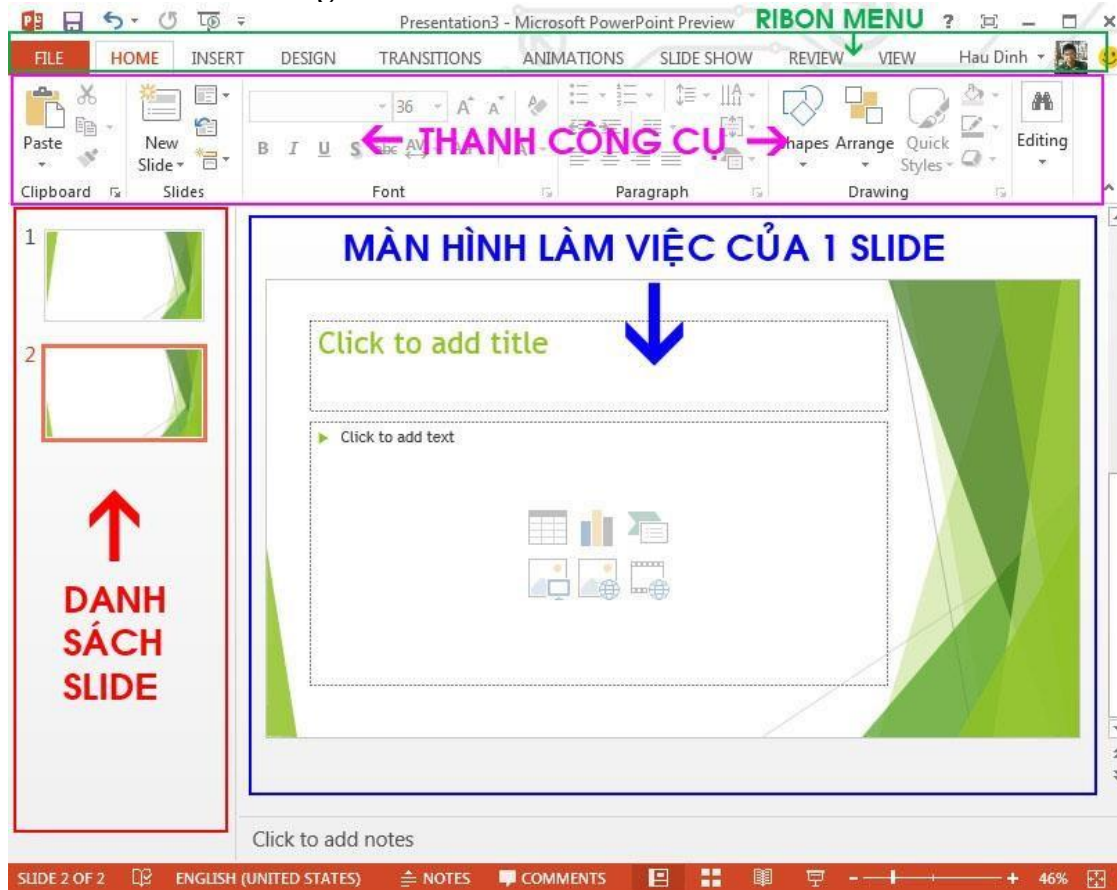 Presentation3 - Microsoft PowerPoint Preview RIBON MENU ?
FILE HOME INSERT DESIGN TRANSITIONS ANIMATIONS SLIDE SHOW REVIEW VIEW Hau Dinh
Paste
New
Slide
36
B I U S abc AV
THANH CÔNG CỤ
Shapes Arrange Quick
Styles
Editing
Clipboard Slides Font Paragraph Drawing
1
2
DANH
SÁCH
SLIDE
MÀN HÌNH LÀM VIỆC CỦA 1 SLIDE
Click to add title
Click to add text
Click to add notes
SLIDE 2 OF 2 ENGLISH (UNITED STATES) NOTES COMMENTS 46%